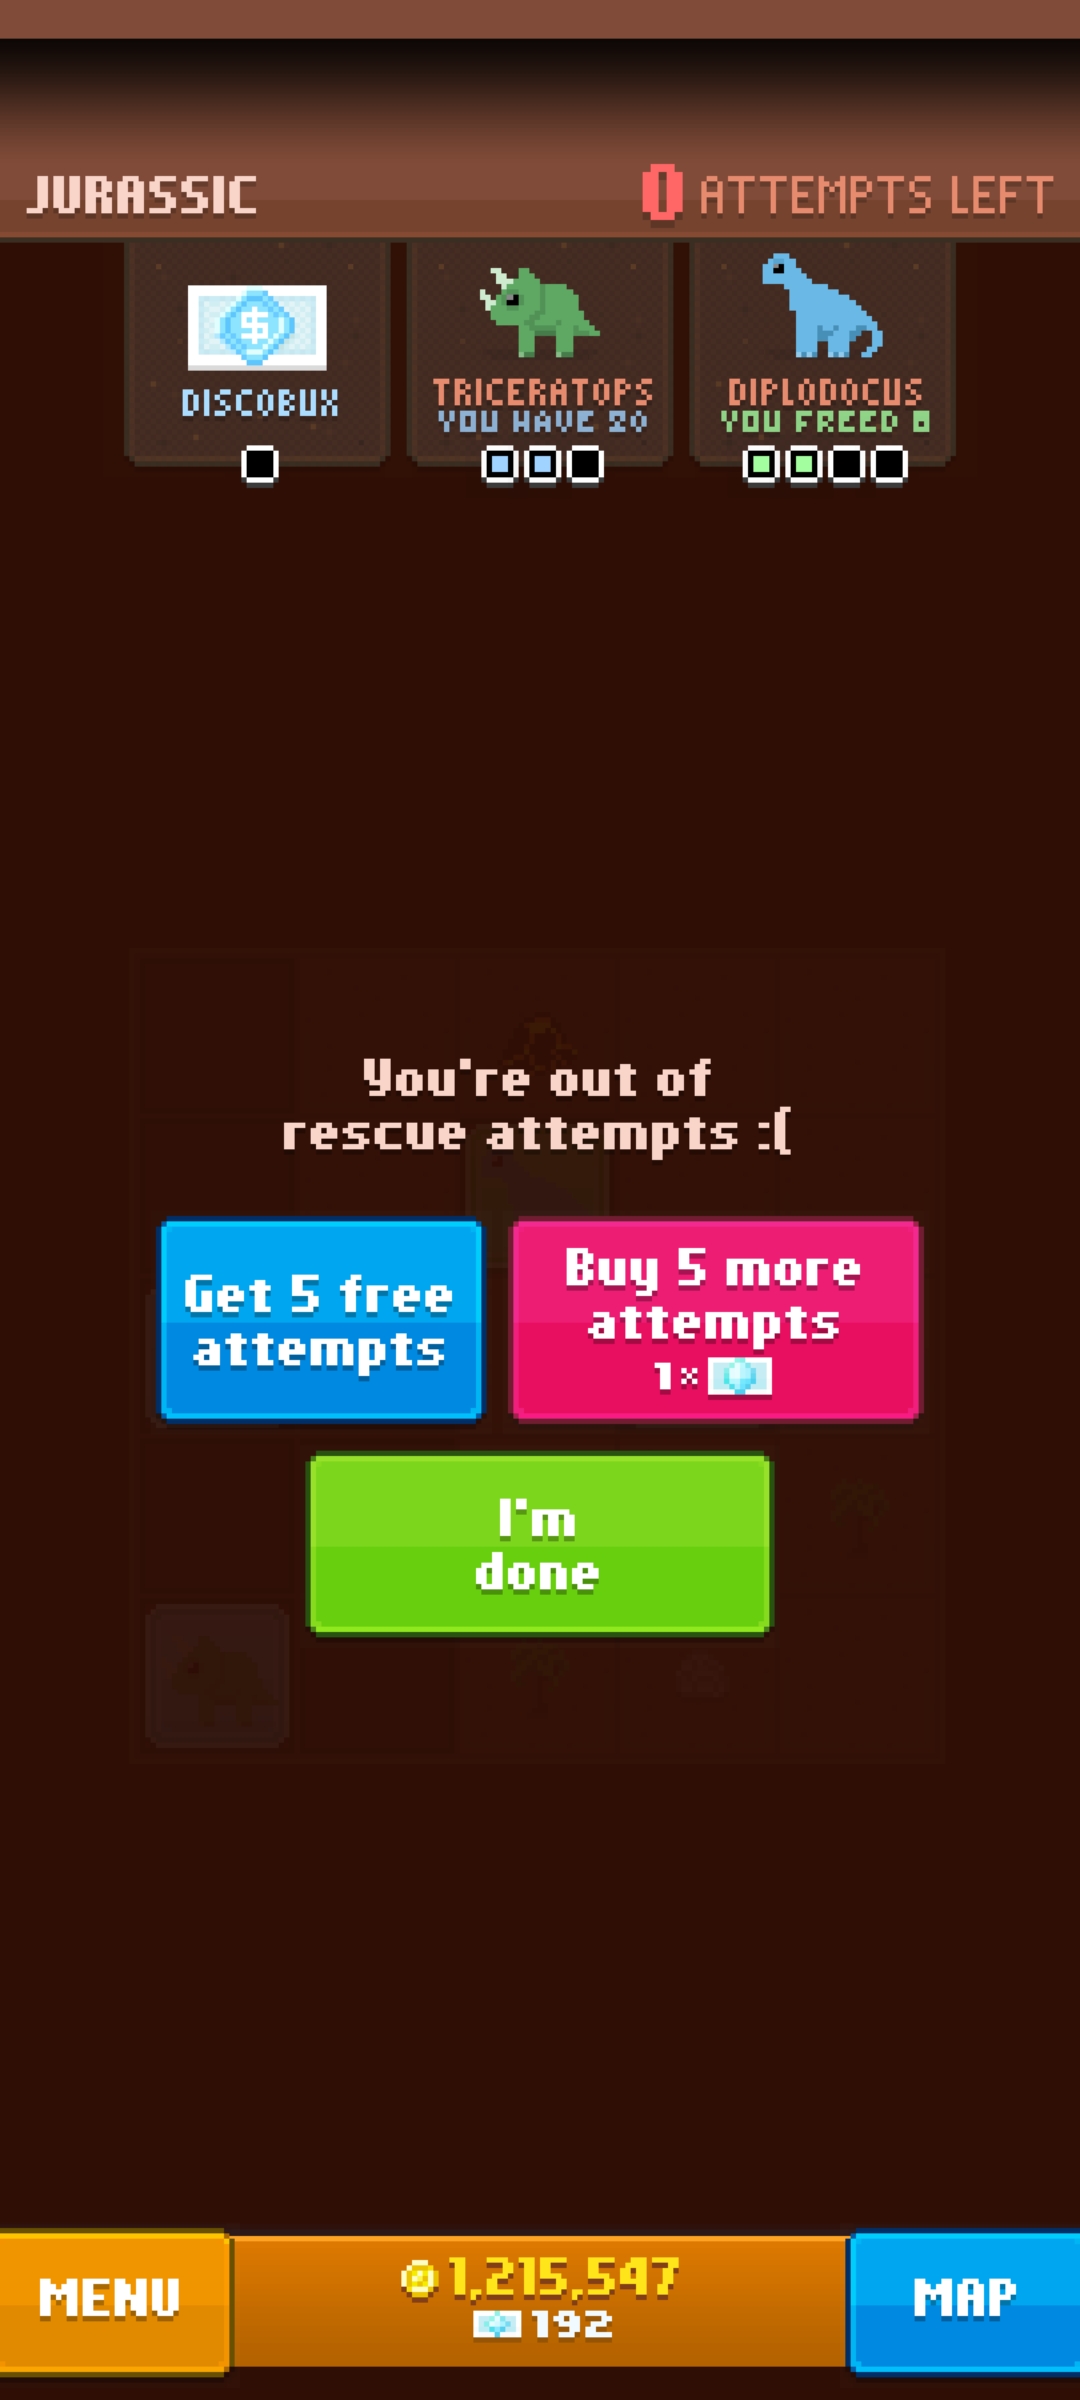 JURASSIC
0 ATTEMPTS LEFT
$
DISCOBUX
TRICERATOPS
YOU HAVE 20
DIPLODOCUS
YOU FREED 8
You're out of
rescue attempts :(
Get 5 free
attempts
Buy 5 more
attempts
1×
I'm
done
MENU
1,215,547
192
MAP